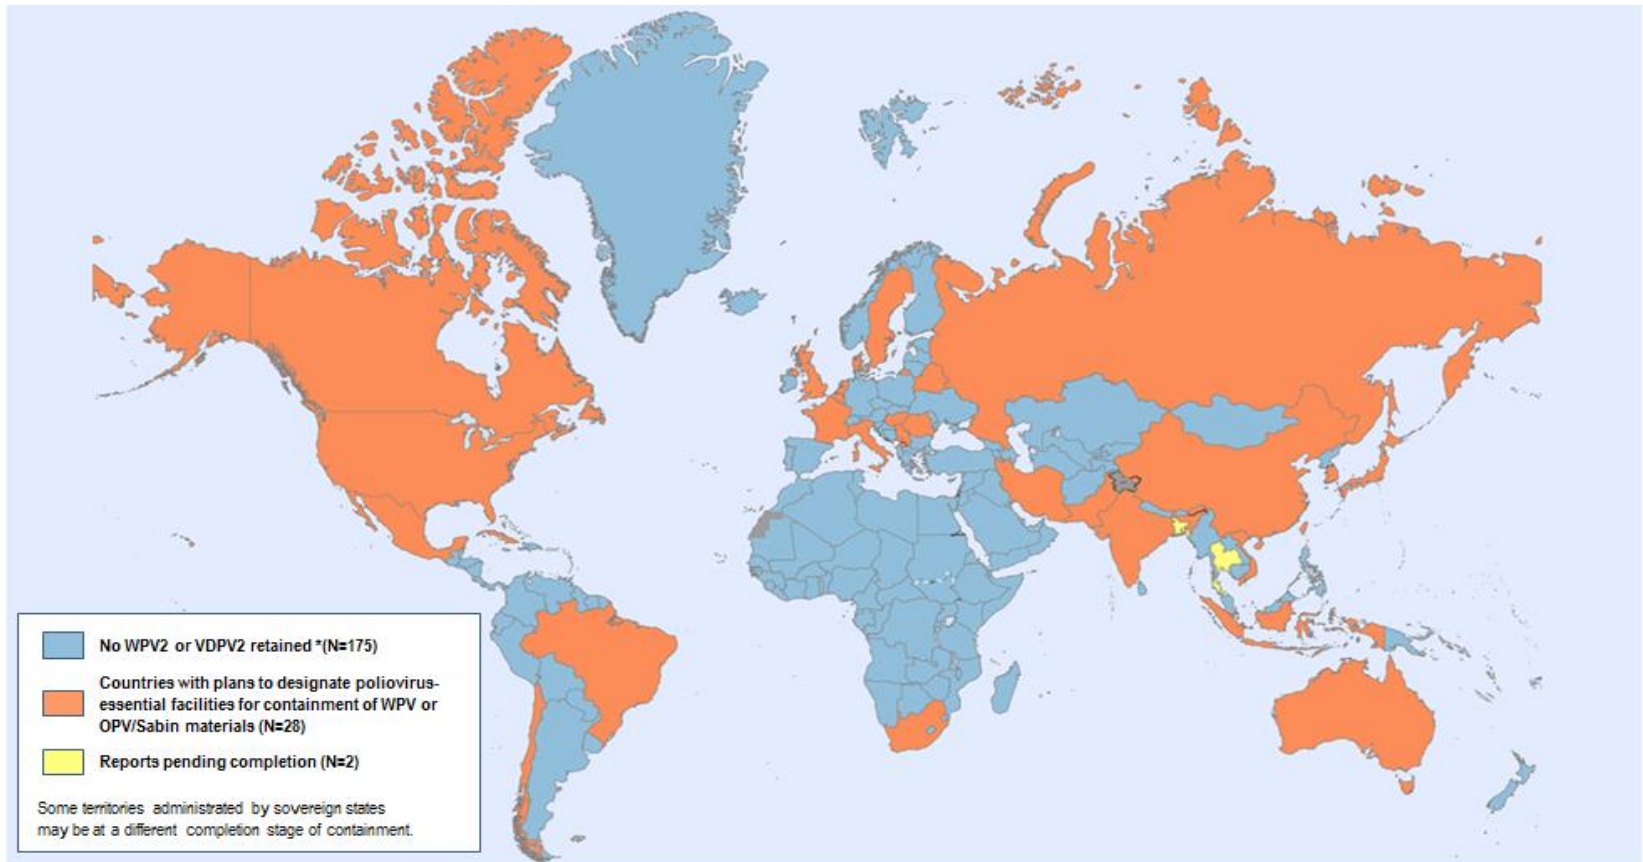 No WPV2 or VDPV2 retained *(N=175)
Countries with plans to designate poliovirus-
essential facilities for containment of WPV or
OPV/Sabin materials (N=28)
Reports pending completion (N=2)
Some territories administrated by sovereign states
may be at a different completion stage of containment.